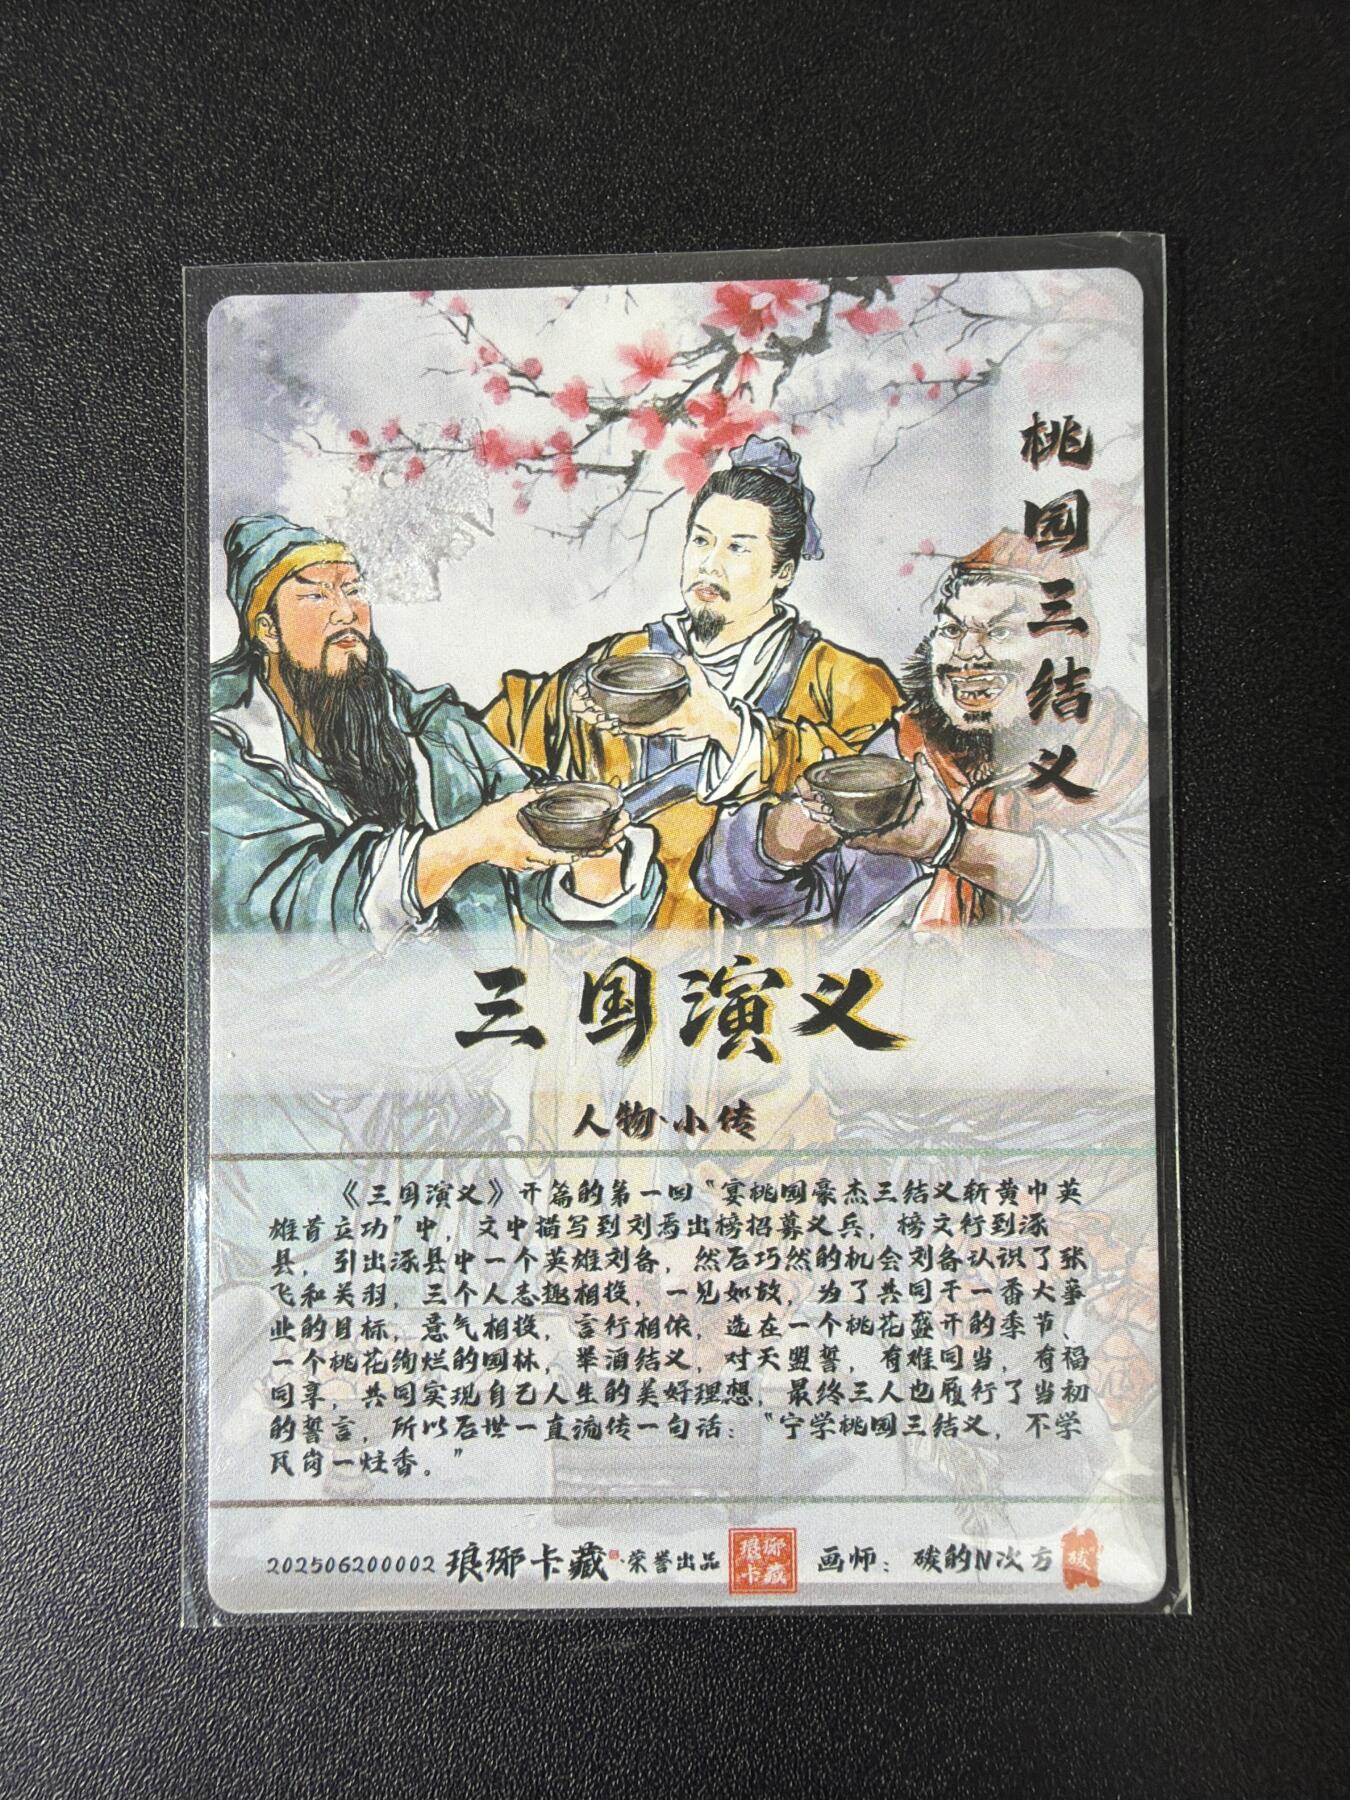 桃园三结义
三国演义
人物·小传
《三国演义》开篇的第一回“宴桃园豪杰三结义斩黄巾英
雄首立功”中，文中描写到刘焉出榜招募义兵，榜文行到涿
县，引出涿县中一个英雄刘备，然后巧然的机会刘备认识了张
飞和关羽，三个人志趣相投，一见如故，为了共同干一番大事
业的目标，意气相投，言行相依，选在一个桃花盛开的季节、
一个桃花绚烂的园林，举酒结义，对天盟誓，有难同当，有福
同享，共同实现自己人生的美好理想，最终三人也履行了当初
的誓言，所以后世一直流传一句话：“宁学桃园三结义，不学
瓦岗一炷香。”
202506200002 琅琊卡藏·荣誉出品 琅琊卡藏 画师：碳的N次方 碳